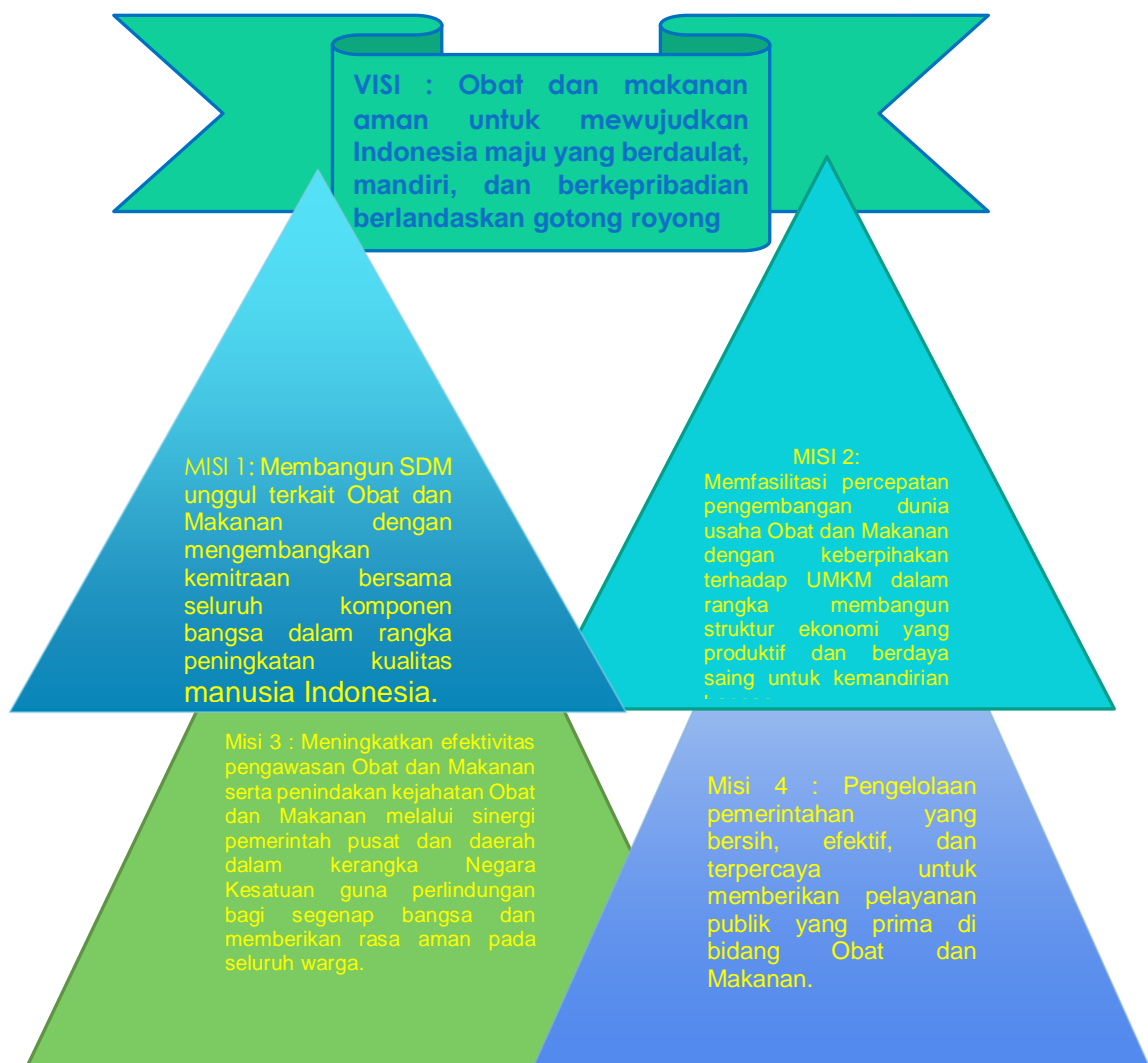 VISI : Obat dan makanan
aman untuk mewujudkan
Indonesia maju yang berdaulat,
mandiri, dan berkepribadian
berlandaskan gotong royong
MISI 1: Membangun SDM
unggul terkait Obat dan
Makanan dengan
mengembangkan
kemitraan bersama
seluruh komponen
bangsa dalam rangka
peningkatan kualitas
manusia Indonesia.
MISI 2:
Memfasilitasi percepatan
pengembangan dunia
usaha Obat dan Makanan
dengan keberpihakan
terhadap UMKM dalam
rangka membangun
struktur ekonomi yang
produktif dan berdaya
saing untuk kemandirian
Misi 3 : Meningkatkan efektivitas
pengawasan Obat dan Makanan
serta penindakan kejahatan Obat
dan Makanan melalui sinergi
pemerintah pusat dan daerah
dalam kerangka Negara
Kesatuan guna perlindungan
bagi segenap bangsa dan
memberikan rasa aman pada
seluruh warga.
Misi 4 : Pengelolaan
pemerintahan yang
bersih, efektif, dan
terpercaya untuk
memberikan pelayanan
publik yang prima di
bidang Obat dan
Makanan.